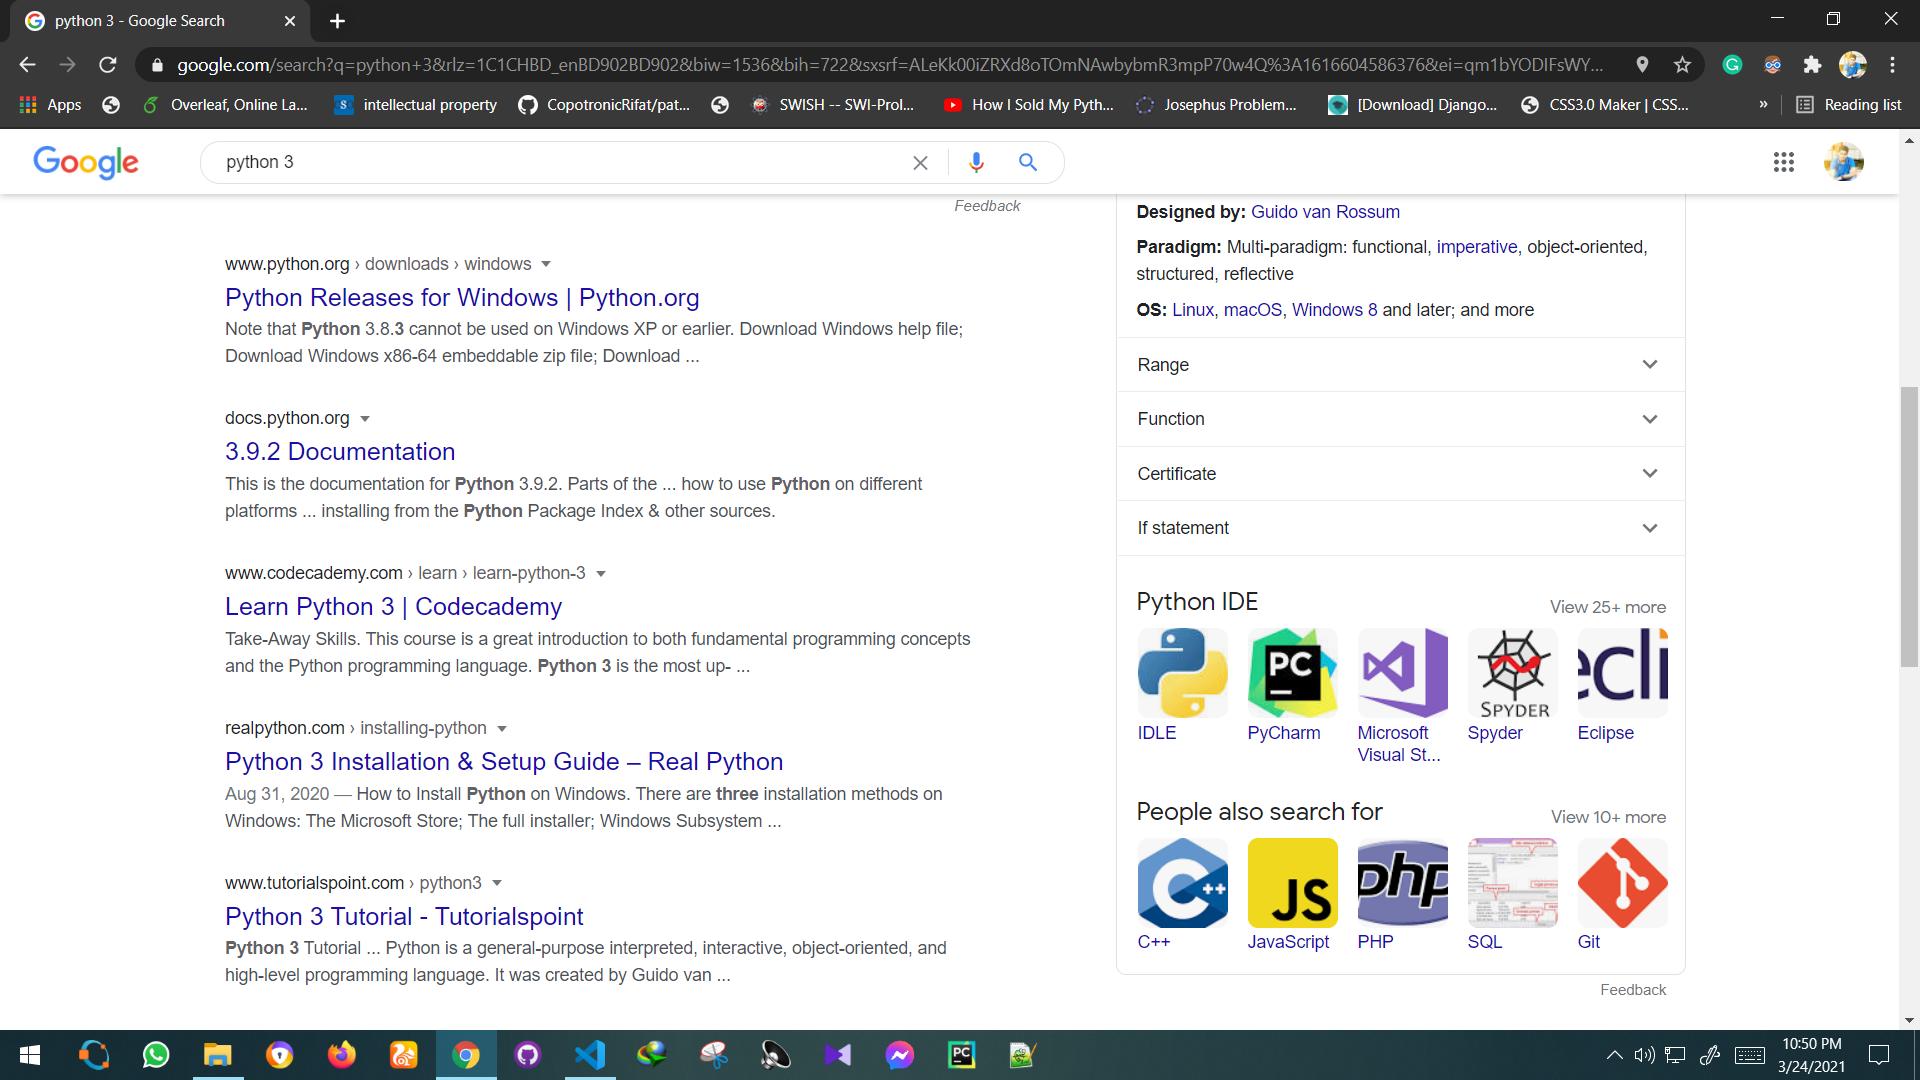 python 3 - Google Search
google.com/search?q=python+3&rlz=1C1CHBD_enBD902BD902&biw=1536&bih=722&sxsrf=ALeKk00iZRXd8oTOmNAwbybmR3mpP70w4Q%3A1616604586376&ei=qm1bYODIFsWY...
Apps
Overleaf, Online La...
intellectual property
CopotronicRifat/pat...
SWISH -- SWI-Prol...
How I Sold My Pyth...
Josephus Problem...
[Download] Django...
CSS3.0 Maker | CSS...
»
Reading list
Google
python 3
Feedback
www.python.org › downloads › windows
Python Releases for Windows | Python.org
Note that Python 3.8.3 cannot be used on Windows XP or earlier. Download Windows help file;
Download Windows x86-64 embeddable zip file; Download ...
docs.python.org
3.9.2 Documentation
This is the documentation for Python 3.9.2. Parts of the ... how to use Python on different
platforms ... installing from the Python Package Index & other sources.
www.codecademy.com › learn › learn-python-3
Learn Python 3 | Codecademy
Take-Away Skills. This course is a great introduction to both fundamental programming concepts
and the Python programming language. Python 3 is the most up- ...
realpython.com › installing-python
Python 3 Installation & Setup Guide – Real Python
Aug 31, 2020 — How to Install Python on Windows. There are three installation methods on
Windows: The Microsoft Store; The full installer; Windows Subsystem ...
www.tutorialspoint.com › python3
Python 3 Tutorial - Tutorialspoint
Python 3 Tutorial ... Python is a general-purpose interpreted, interactive, object-oriented, and
high-level programming language. It was created by Guido van ...
Designed by: Guido van Rossum
Paradigm: Multi-paradigm: functional, imperative, object-oriented,
structured, reflective
OS: Linux, macOS, Windows 8 and later; and more
Range
Function
Certificate
If statement
Python IDE
View 25+ more
PC
SPYDER
ecli
IDLE
PyCharm
Microsoft
Visual St...
Spyder
Eclipse
People also search for
View 10+ more
C++
JS
php
C++
JavaScript
PHP
SQL
Git
Feedback
PC
10:50 PM
3/24/2021